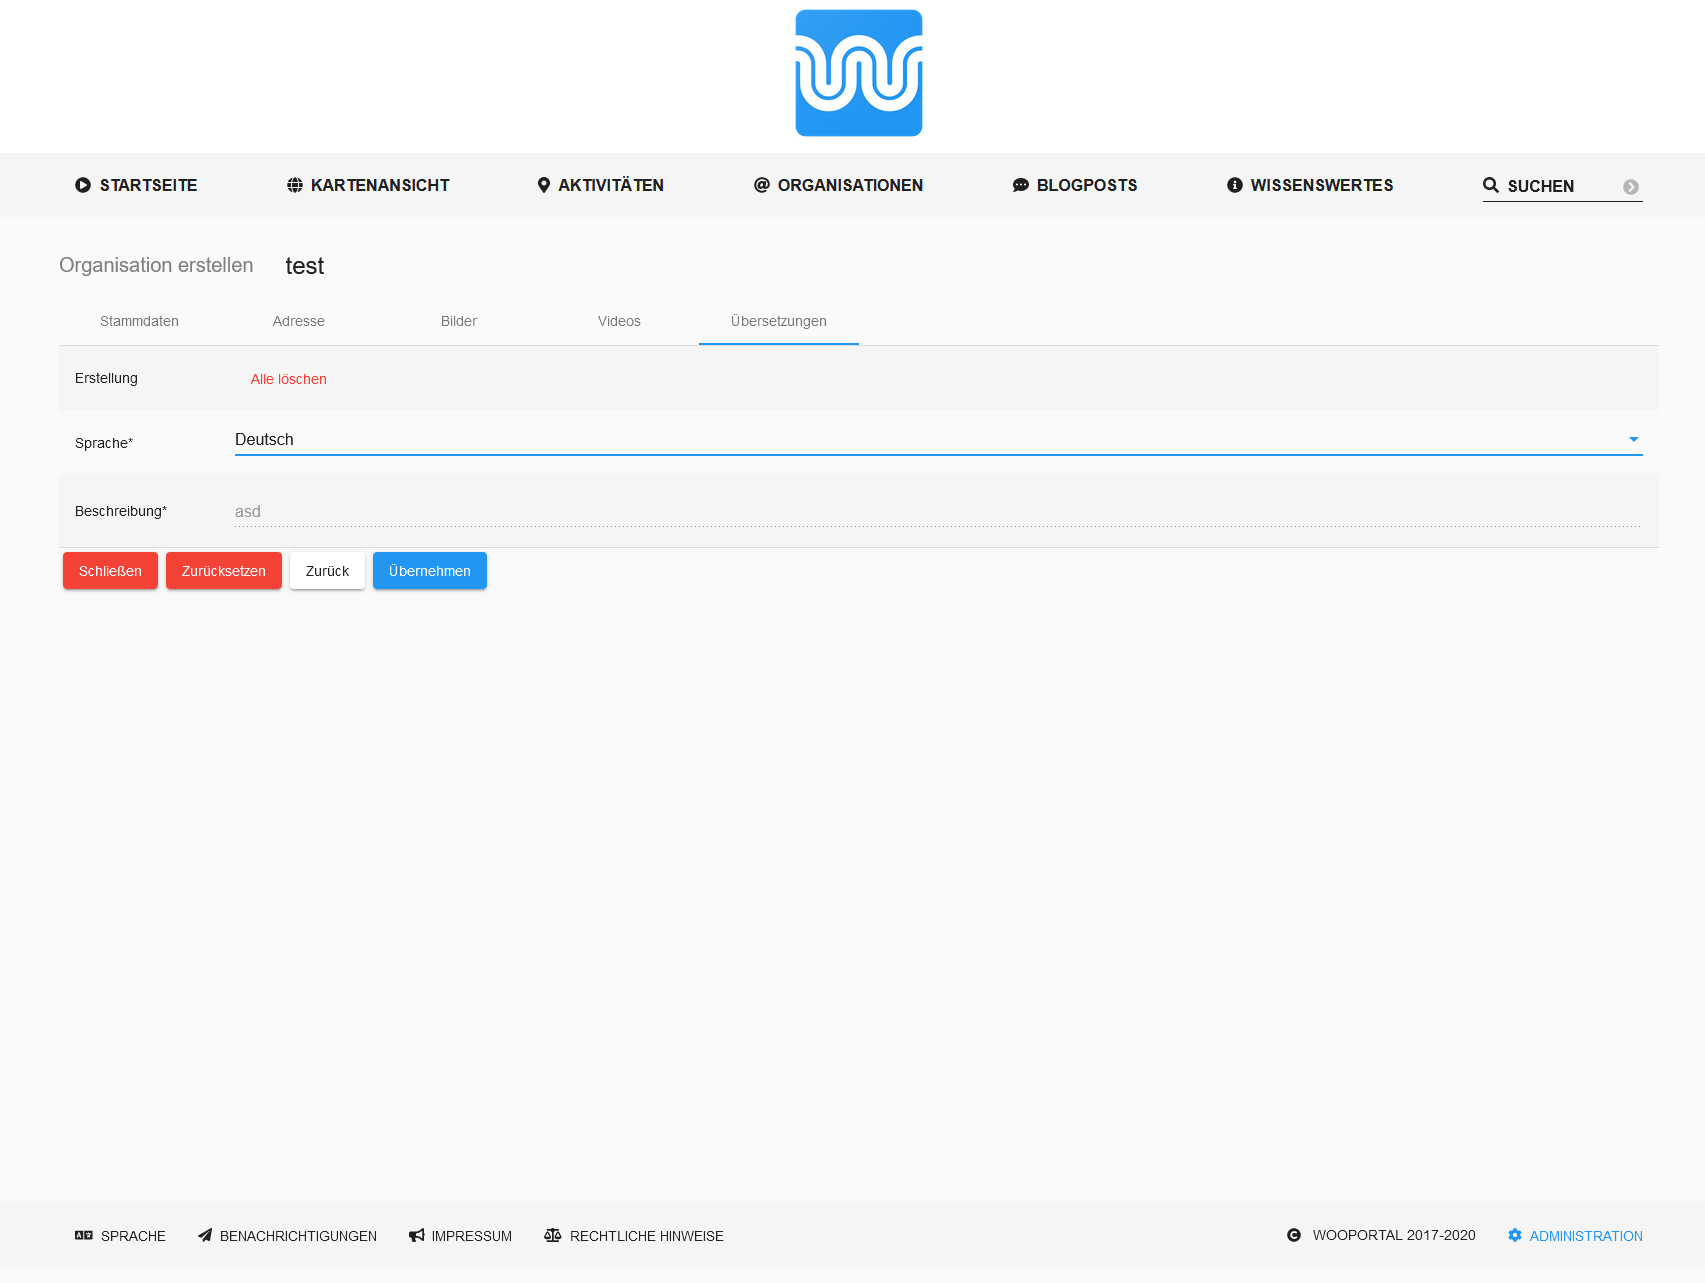 STARTSEITE KARTENANSICHT AKTIVITÄTEN ORGANISATIONEN BLOGPOSTS WISSENSWERTES SUCHEN
Organisation erstellen test
Stammdaten Adresse Bilder Videos Übersetzungen
Erstellung Alle löschen
Sprache* Deutsch
Beschreibung* asd
Schließen Zurücksetzen Zurück Übernehmen
SPRACHE BENACHRICHTIGUNGEN IMPRESSUM RECHTLICHE HINWEISE WOOPORTAL 2017-2020 ADMINISTRATION